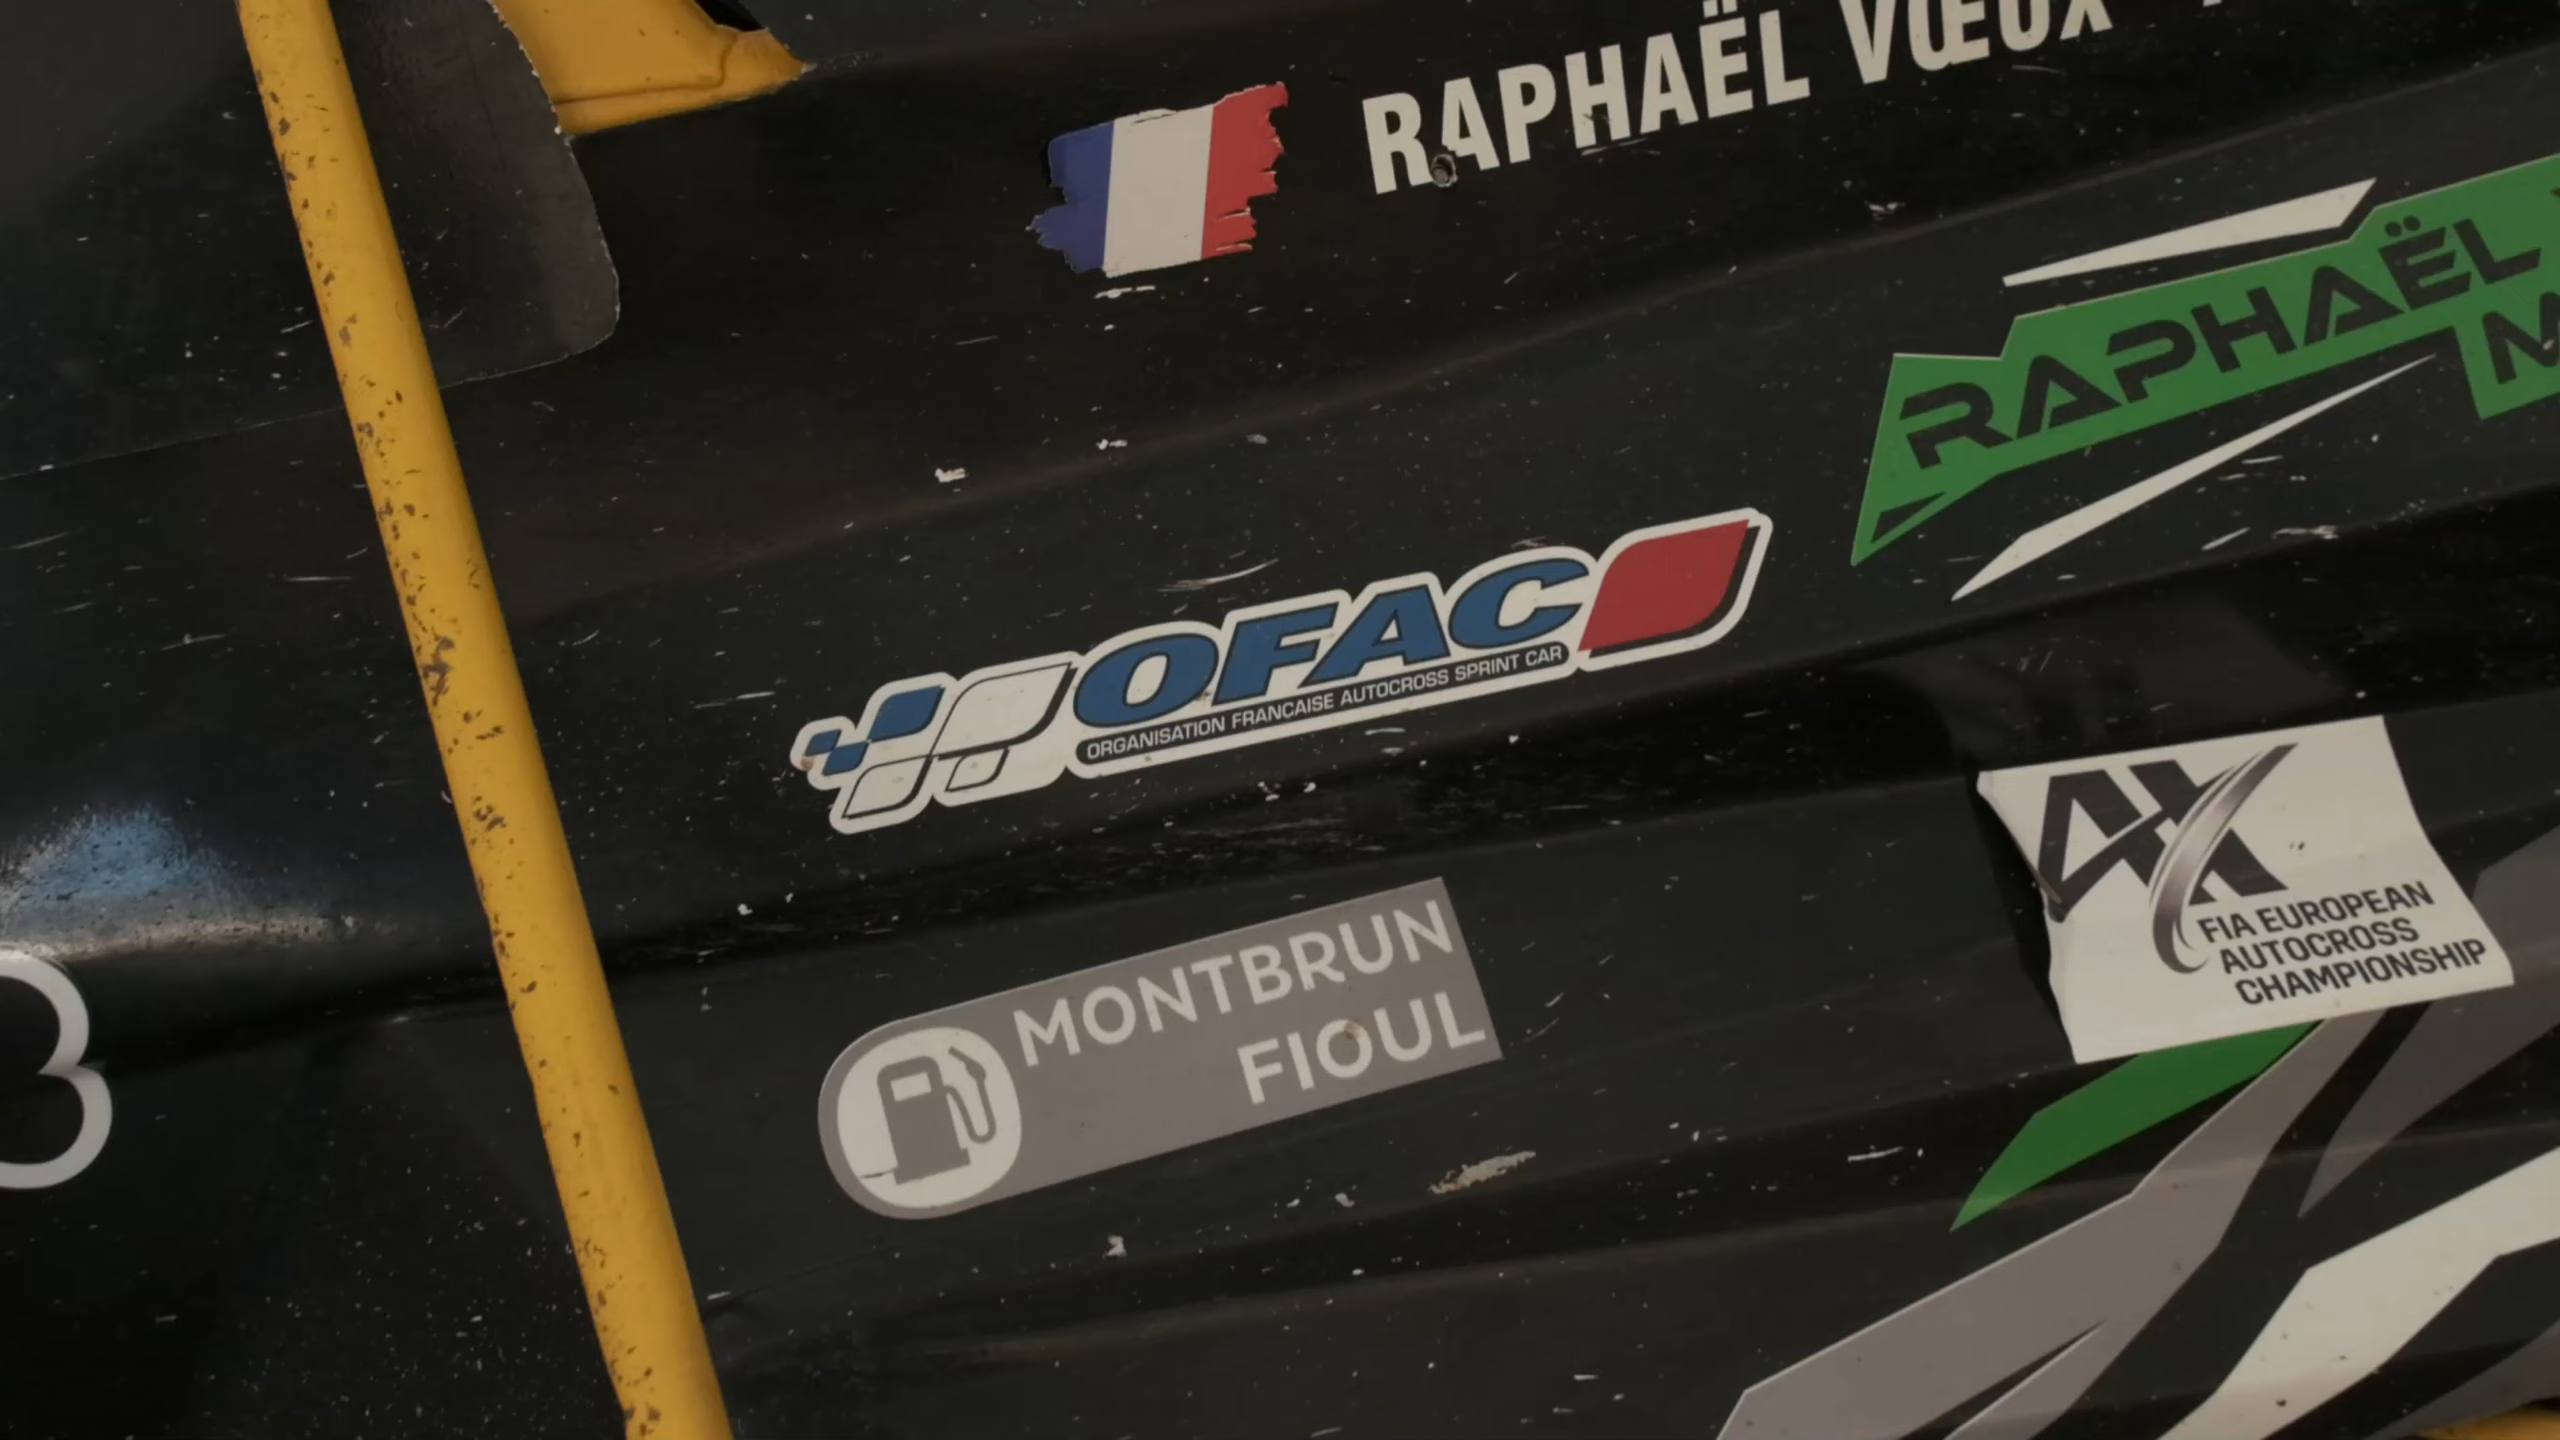 RAPHAËL VŒUX
RAPHAËL
OFAC
ORGANISATION FRANÇAISE AUTOCROSS SPRINT CAR
AX
FIA EUROPEAN
AUTOCROSS
CHAMPIONSHIP
MONTBRUN
FIOUL